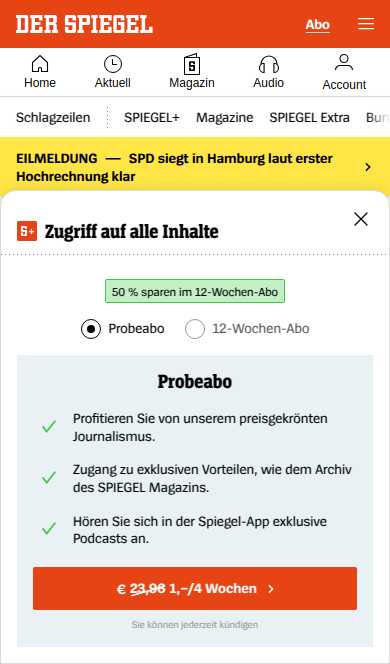 DER SPIEGEL
Abo
Home
Aktuell
Magazin
Audio
Account
Schlagzeilen
SPIEGEL+
Magazine
SPIEGEL Extra
EILMELDUNG — SPD siegt in Hamburg laut erster
Hochrechnung klar
S+ Zugriff auf alle Inhalte
50 % sparen im 12-Wochen-Abo
Probeabo
12-Wochen-Abo
Probeabo
Profitieren Sie von unserem preisgekrönten
Journalismus.
Zugang zu exklusiven Vorteilen, wie dem Archiv
des SPIEGEL Magazins.
Hören Sie sich in der Spiegel-App exklusive
Podcasts an.
€ 23,96 1,–/4 Wochen
Sie können jederzeit kündigen